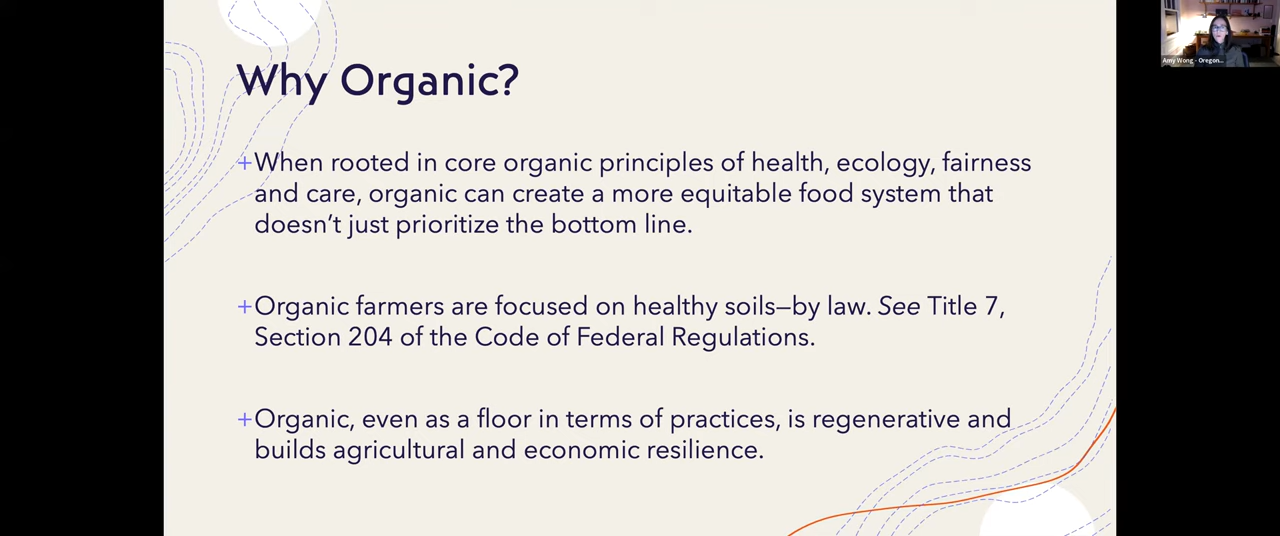 Why Organic?
+When rooted in core organic principles of health, ecology, fairness
and care, organic can create a more equitable food system that
doesn’t just prioritize the bottom line.
+Organic farmers are focused on healthy soils—by law. See Title 7,
Section 204 of the Code of Federal Regulations.
+Organic, even as a floor in terms of practices, is regenerative and
builds agricultural and economic resilience.
Amy Wong - Oregon...